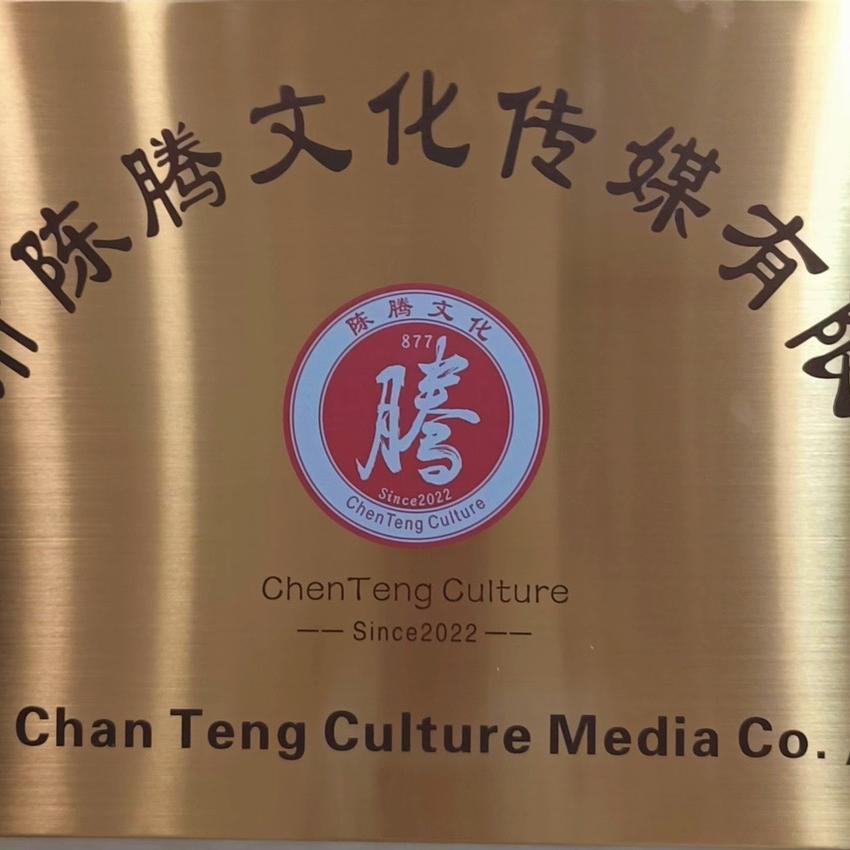 陈腾文化传媒有限
陈腾文化
877
腾
Since2022
ChenTeng Culture
ChenTeng Culture
—— Since2022 ——
Chan Teng Culture Media Co.